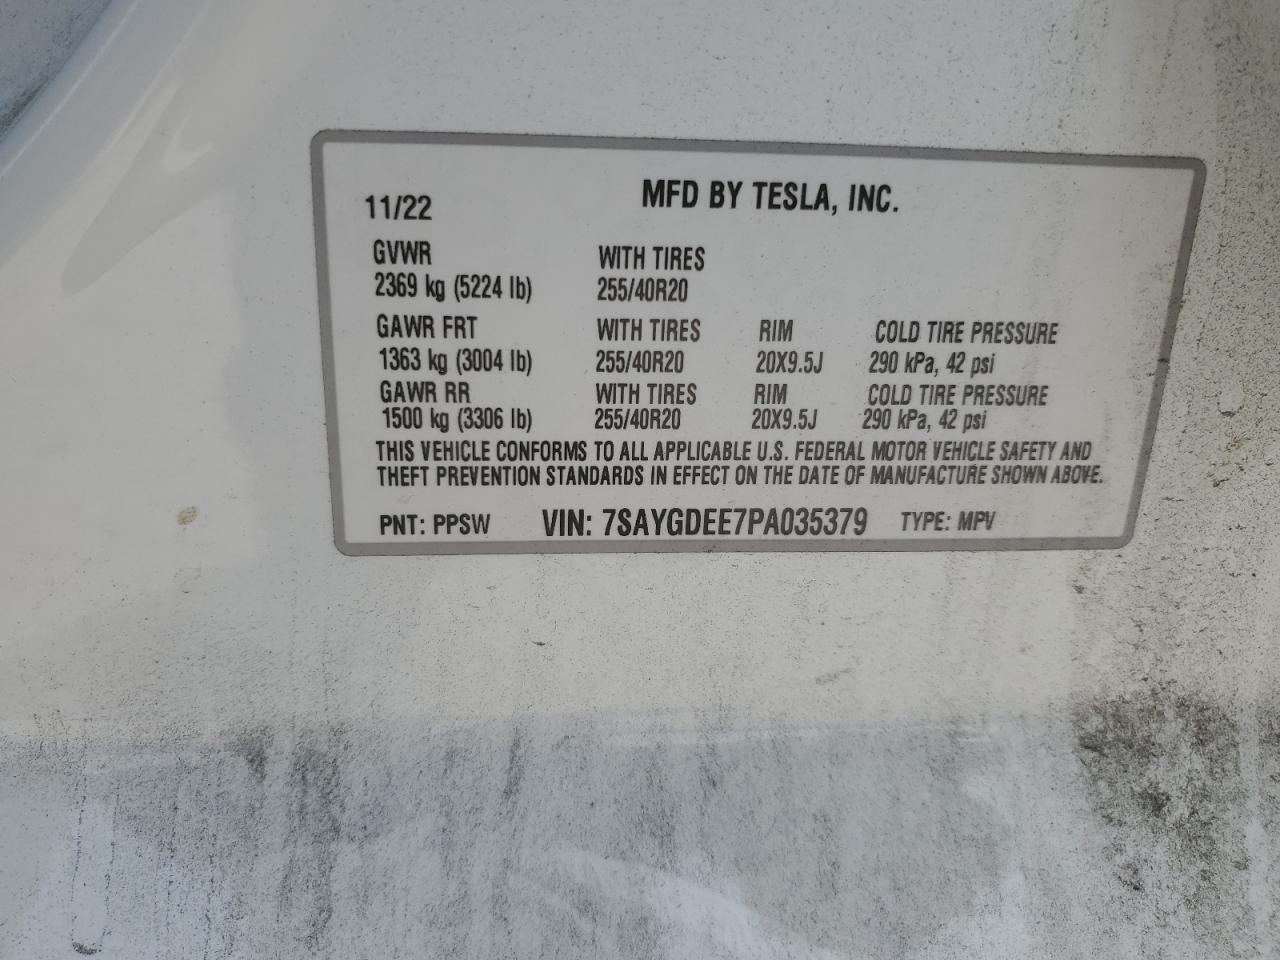 MFD BY TESLA, INC.
11/22
GVWR WITH TIRES
2369 kg (5224 lb) 255/40R20
GAWR FRT WITH TIRES RIM COLD TIRE PRESSURE
1363 kg (3004 lb) 255/40R20 20X9.5J 290 kPa, 42 psi
GAWR RR WITH TIRES RIM COLD TIRE PRESSURE
1500 kg (3306 lb) 255/40R20 20X9.5J 290 kPa, 42 psi
THIS VEHICLE CONFORMS TO ALL APPLICABLE U.S. FEDERAL MOTOR VEHICLE SAFETY AND
THEFT PREVENTION STANDARDS IN EFFECT ON THE DATE OF MANUFACTURE SHOWN ABOVE.
PNT: PPSW VIN: 7SAYGDEE7PA035379 TYPE: MPV